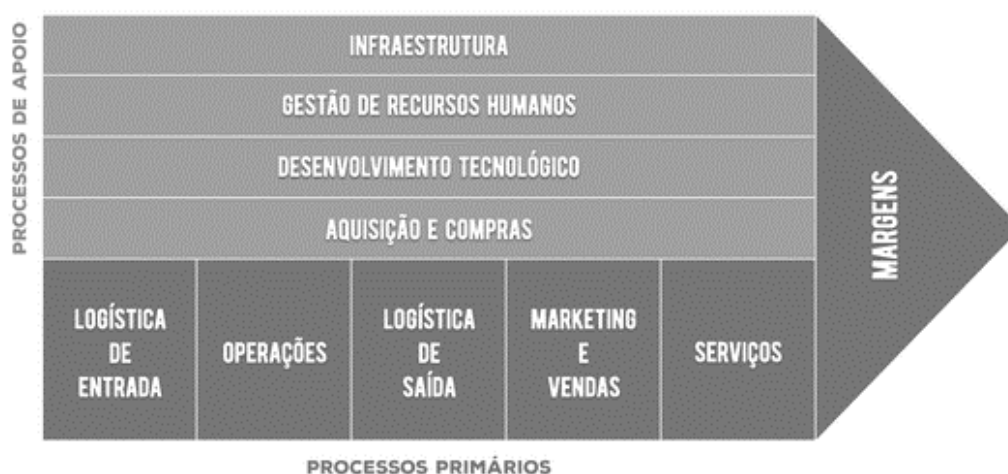 PROCESSOS DE APOIO
INFRAESTRUTURA
GESTÃO DE RECURSOS HUMANOS
DESENVOLVIMENTO TECNOLÓGICO
AQUISIÇÃO E COMPRAS
LOGÍSTICA
DE
ENTRADA
OPERAÇÕES
LOGÍSTICA
DE
SAÍDA
MARKETING
E
VENDAS
SERVIÇOS
MARGENS
PROCESSOS PRIMÁRIOS